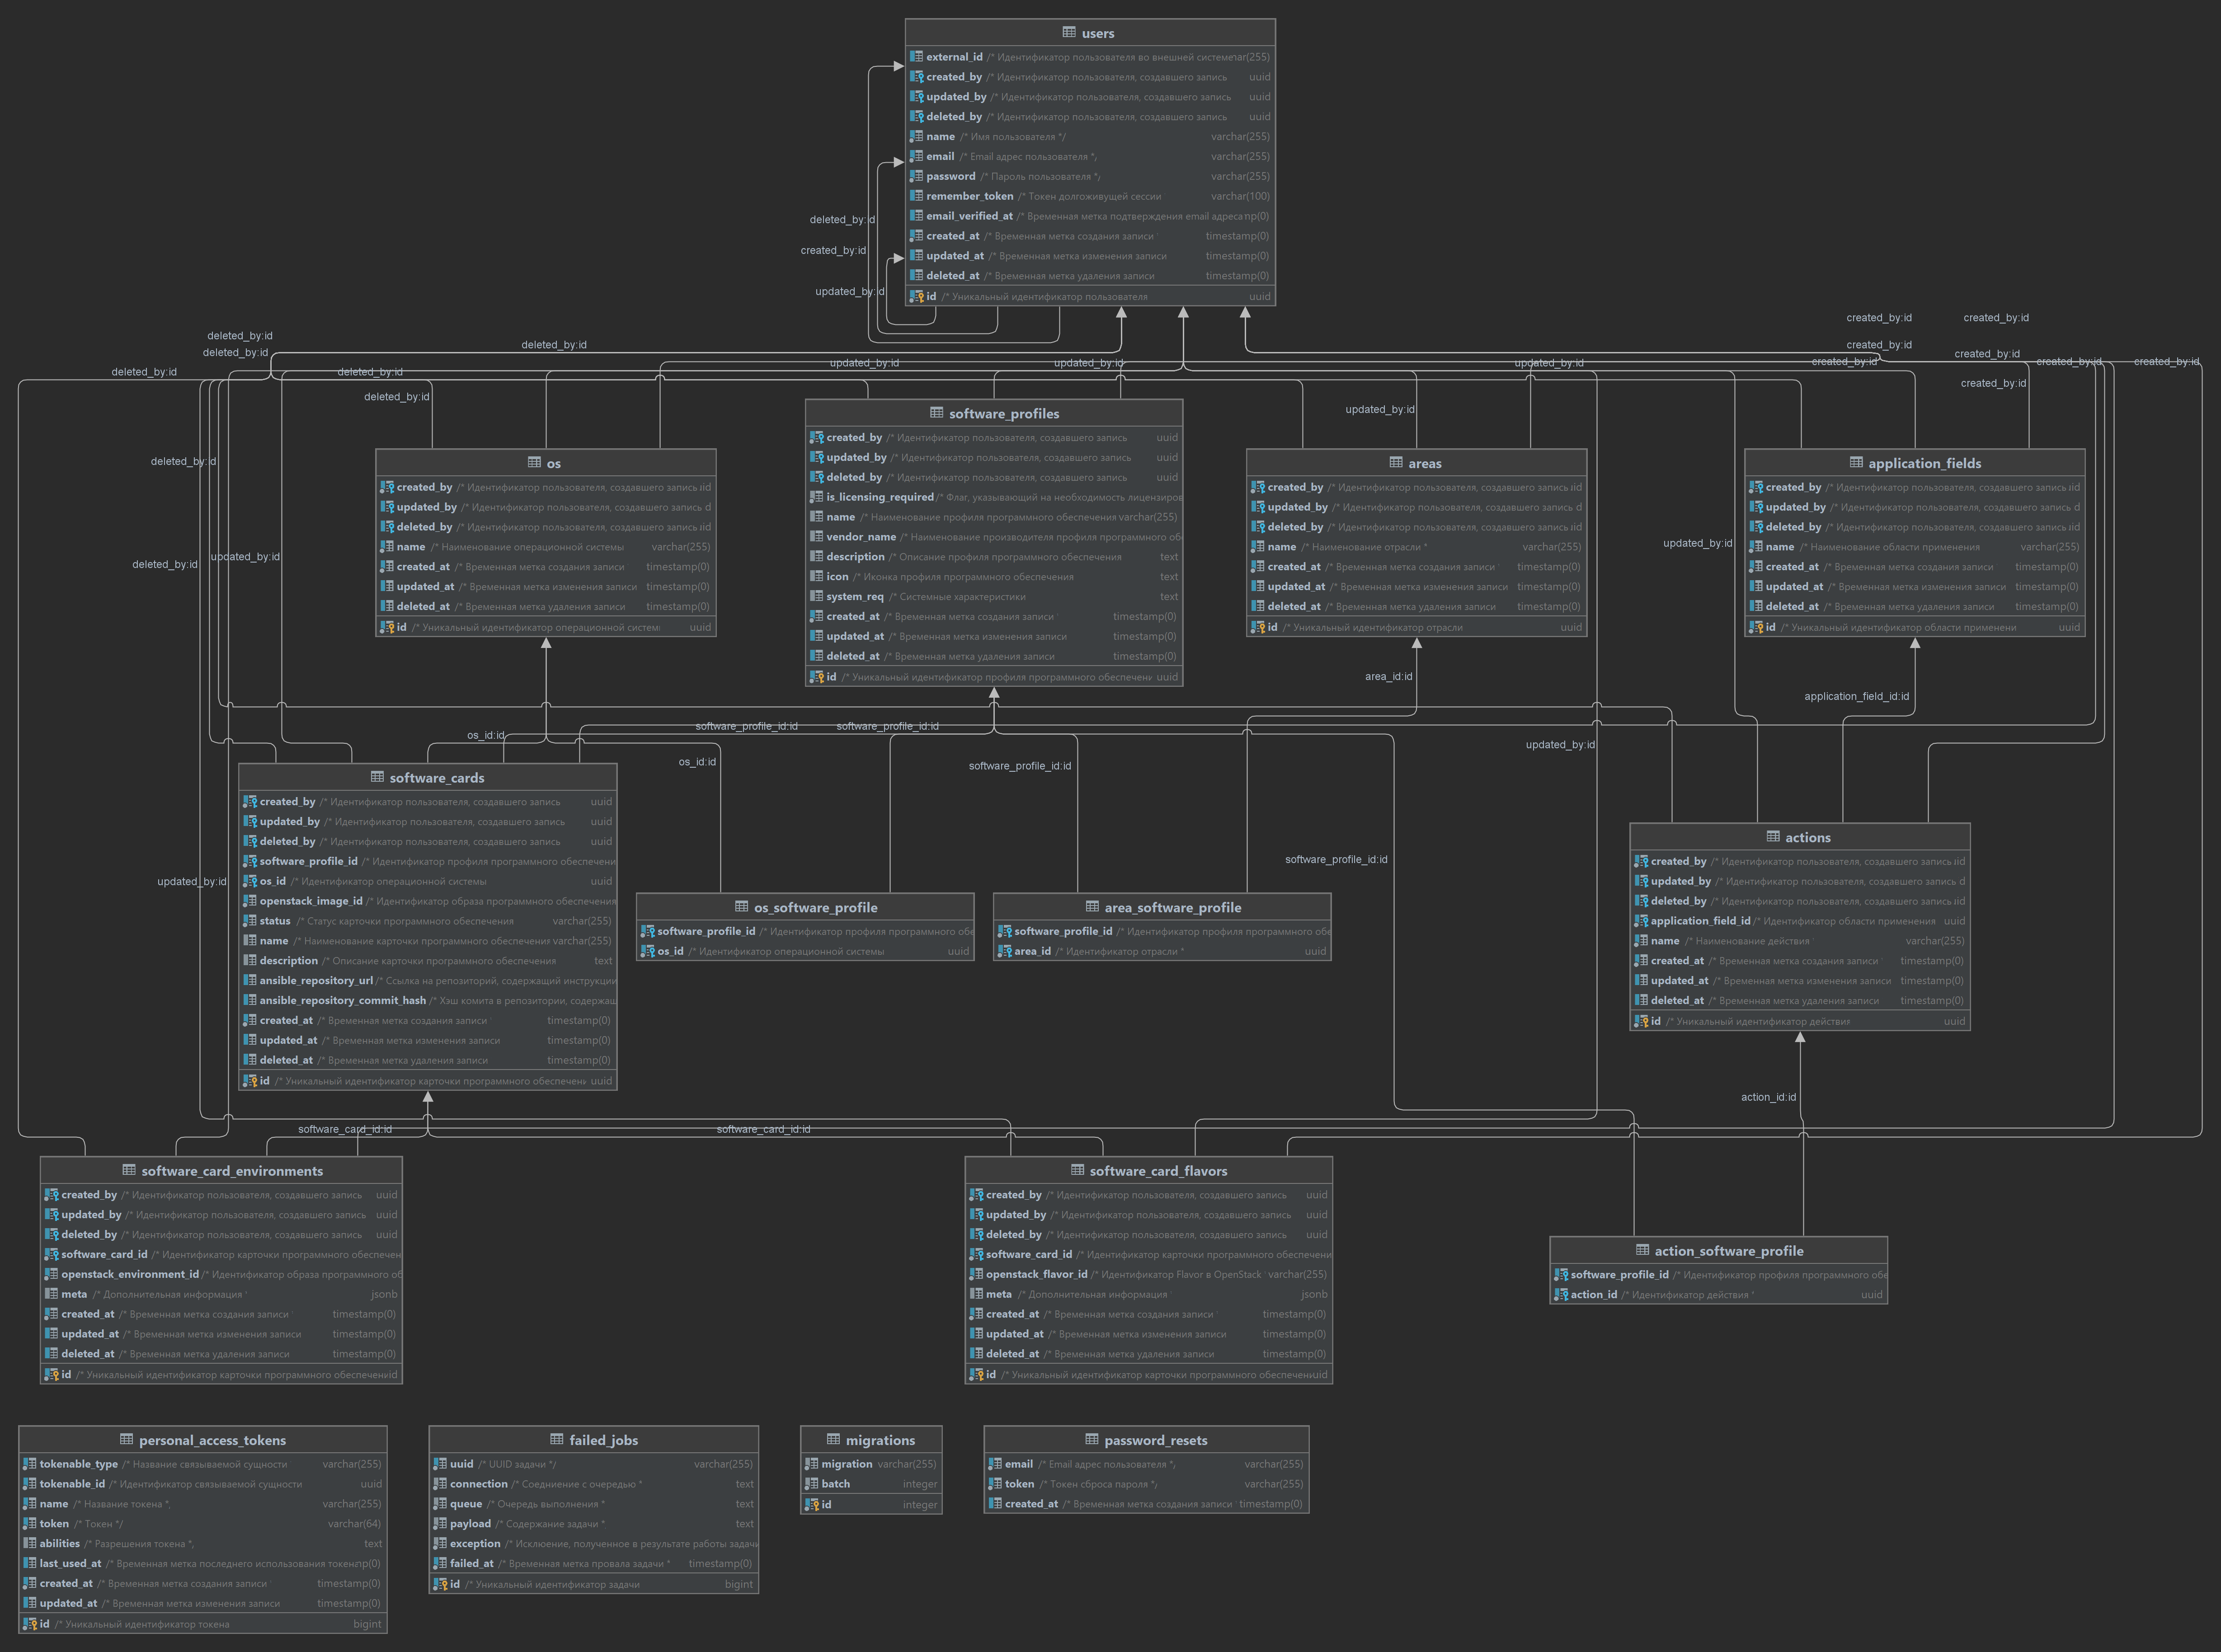 users
external_id /* Идентификатор пользователя во внешней системе har(255)
created_by /* Идентификатор пользователя, создавшего запись uuid
updated_by /* Идентификатор пользователя, создавшего запись uuid
deleted_by /* Идентификатор пользователя, создавшего запись uuid
name /* Имя пользователя */ varchar(255)
email /* Email адрес пользователя */ varchar(255)
password /* Пароль пользователя */ varchar(255)
remember_token /* Токен долгоживущей сессии varchar(100)
email_verified_at /* Временная метка подтверждения email адреса mp(0)
created_at /* Временная метка создания записи timestamp(0)
updated_at /* Временная метка изменения записи timestamp(0)
deleted_at /* Временная метка удаления записи timestamp(0)
id /* Уникальный идентификатор пользователя uuid
deleted_by:id
created_by:id
updated_by:id
created_by:id created_by:id
deleted_by:id
deleted_by:id deleted_by:id created_by:id created_by:id
deleted_by:id deleted_by:id updated_by:id updated_by:id updated_by:id created_by:id created_by:id created_by:id
deleted_by:id updated_by:id created_by:id
software_profiles
created_by /* Идентификатор пользователя, создавшего запись uuid
updated_by /* Идентификатор пользователя, создавшего запись uuid
deleted_by /* Идентификатор пользователя, создавшего запись uuid
is_licensing_required /* Флаг, указывающий на необходимость лицензиров
name /* Наименование профиля программного обеспечения varchar(255)
vendor_name /* Наименование производителя профиля программного об
description /* Описание профиля программного обеспечения text
icon /* Иконка профиля программного обеспечения text
system_req /* Системные характеристики text
created_at /* Временная метка создания записи timestamp(0)
updated_at /* Временная метка изменения записи timestamp(0)
deleted_at /* Временная метка удаления записи timestamp(0)
id /* Уникальный идентификатор профиля программного обеспечени uuid
os
created_by /* Идентификатор пользователя, создавшего запись uid
updated_by /* Идентификатор пользователя, создавшего запись d
deleted_by /* Идентификатор пользователя, создавшего запись uid
name /* Наименование операционной системы varchar(255)
created_at /* Временная метка создания записи timestamp(0)
updated_at /* Временная метка изменения записи timestamp(0)
deleted_at /* Временная метка удаления записи timestamp(0)
id /* Уникальный идентификатор операционной систем uuid
areas
created_by /* Идентификатор пользователя, создавшего запись uid
updated_by /* Идентификатор пользователя, создавшего запись d
deleted_by /* Идентификатор пользователя, создавшего запись uid
name /* Наименование отрасли * varchar(255)
created_at /* Временная метка создания записи timestamp(0)
updated_at /* Временная метка изменения записи timestamp(0)
deleted_at /* Временная метка удаления записи timestamp(0)
id /* Уникальный идентификатор отрасли uuid
application_fields
created_by /* Идентификатор пользователя, создавшего запись uid
updated_by /* Идентификатор пользователя, создавшего запись d
deleted_by /* Идентификатор пользователя, создавшего запись uid
name /* Наименование области применения varchar(255)
created_at /* Временная метка создания записи timestamp(0)
updated_at /* Временная метка изменения записи timestamp(0)
deleted_at /* Временная метка удаления записи timestamp(0)
id /* Уникальный идентификатор области применени uuid
deleted_by:id
deleted_by:id updated_by:id
updated_by:id
area_id:id
application_field_id:id
os_id:id software_profile_id:id software_profile_id:id
os_id:id software_profile_id:id
updated_by:id
software_profile_id:id
updated_by:id
software_cards
created_by /* Идентификатор пользователя, создавшего запись uuid
updated_by /* Идентификатор пользователя, создавшего запись uuid
deleted_by /* Идентификатор пользователя, создавшего запись uuid
software_profile_id /* Идентификатор профиля программного обеспечени
os_id /* Идентификатор операционной системы uuid
openstack_image_id /* Идентификатор образа программного обеспечения
status /* Статус карточки программного обеспечения varchar(255)
name /* Наименование карточки программного обеспечения varchar(255)
description /* Описание карточки программного обеспечения text
ansible_repository_url /* Ссылка на репозиторий, содержащий инструкции
ansible_repository_commit_hash /* Хэш комита в репозитории, содержащ
created_at /* Временная метка создания записи timestamp(0)
updated_at /* Временная метка изменения записи timestamp(0)
deleted_at /* Временная метка удаления записи timestamp(0)
id /* Уникальный идентификатор карточки программного обеспечени uuid
os_software_profile
software_profile_id /* Идентификатор профиля программного обе
os_id /* Идентификатор операционной системы uuid
area_software_profile
software_profile_id /* Идентификатор профиля программного обе
area_id /* Идентификатор отрасли * uuid
actions
created_by /* Идентификатор пользователя, создавшего запись uid
updated_by /* Идентификатор пользователя, создавшего запись d
deleted_by /* Идентификатор пользователя, создавшего запись uid
application_field_id /* Идентификатор области применения uuid
name /* Наименование действия varchar(255)
created_at /* Временная метка создания записи timestamp(0)
updated_at /* Временная метка изменения записи timestamp(0)
deleted_at /* Временная метка удаления записи timestamp(0)
id /* Уникальный идентификатор действия uuid
action_id:id
software_card_id:id software_card_id:id
software_card_environments
created_by /* Идентификатор пользователя, создавшего запись uuid
updated_by /* Идентификатор пользователя, создавшего запись uuid
deleted_by /* Идентификатор пользователя, создавшего запись uuid
software_card_id /* Идентификатор карточки программного обеспечен
openstack_environment_id /* Идентификатор образа программного об
meta /* Дополнительная информация jsonb
created_at /* Временная метка создания записи timestamp(0)
updated_at /* Временная метка изменения записи timestamp(0)
deleted_at /* Временная метка удаления записи timestamp(0)
id /* Уникальный идентификатор карточки программного обеспечени uid
software_card_flavors
created_by /* Идентификатор пользователя, создавшего запись uuid
updated_by /* Идентификатор пользователя, создавшего запись uuid
deleted_by /* Идентификатор пользователя, создавшего запись uuid
software_card_id /* Идентификатор карточки программного обеспечени
openstack_flavor_id /* Идентификатор Flavor в OpenStack varchar(255)
meta /* Дополнительная информация jsonb
created_at /* Временная метка создания записи timestamp(0)
updated_at /* Временная метка изменения записи timestamp(0)
deleted_at /* Временная метка удаления записи timestamp(0)
id /* Уникальный идентификатор карточки программного обеспечени uid
action_software_profile
software_profile_id /* Идентификатор профиля программного обе
action_id /* Идентификатор действия * uuid
personal_access_tokens
tokenable_type /* Название связываемой сущности varchar(255)
tokenable_id /* Идентификатор связываемой сущности uuid
name /* Название токена * varchar(255)
token /* Токен */ varchar(64)
abilities /* Разрешения токена * text
last_used_at /* Временная метка последнего использования токен mp(0)
created_at /* Временная метка создания записи timestamp(0)
updated_at /* Временная метка изменения записи timestamp(0)
id /* Уникальный идентификатор токена bigint
failed_jobs
uuid /* UUID задачи */ varchar(255)
connection /* Соедниение с очередью * text
queue /* Очередь выполнения * text
payload /* Содержание задачи * text
exception /* Исклюение, полученное в результате работы задачи
failed_at /* Временная метка провала задачи * timestamp(0)
id /* Уникальный идентификатор задачи bigint
migrations
migration varchar(255)
batch integer
id integer
password_resets
email /* Email адрес пользователя * varchar(255)
token /* Токен сброса пароля * varchar(255)
created_at /* Временная метка создания записи timestamp(0)